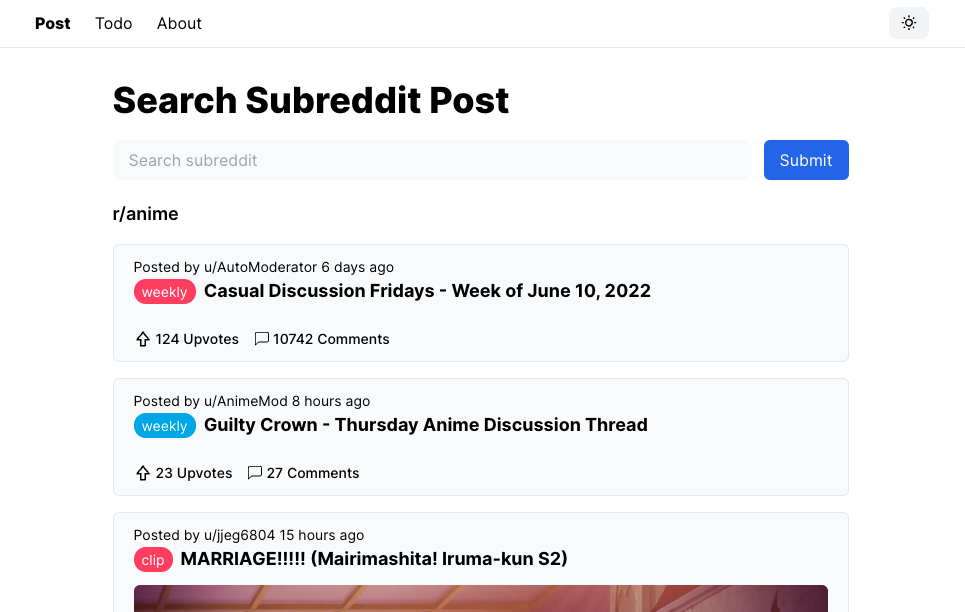 Post Todo About
Search Subreddit Post
Search subreddit Submit
r/anime
Posted by u/AutoModerator 6 days ago
weekly Casual Discussion Fridays - Week of June 10, 2022
124 Upvotes 10742 Comments
Posted by u/AnimeMod 8 hours ago
weekly Guilty Crown - Thursday Anime Discussion Thread
23 Upvotes 27 Comments
Posted by u/jjeg6804 15 hours ago
clip MARRIAGE!!!!! (Mairimashita! Iruma-kun S2)